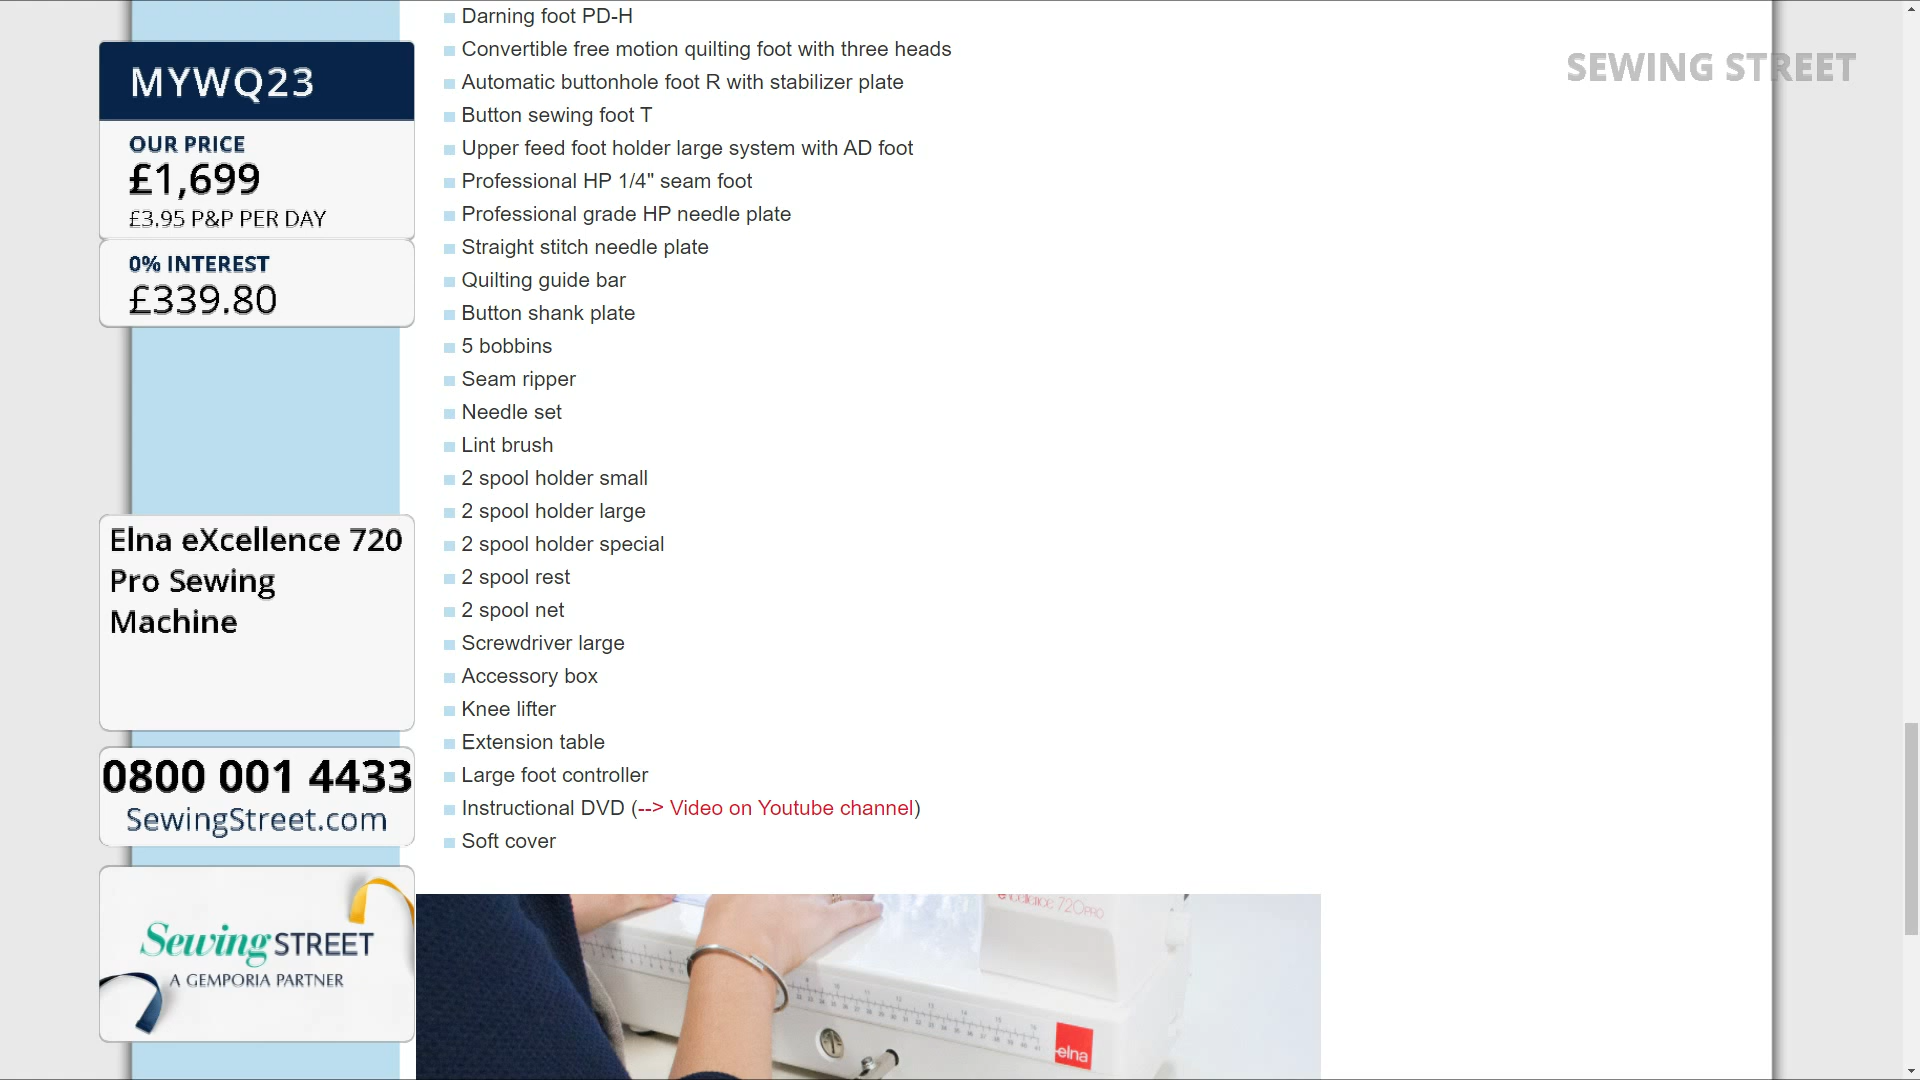 MYWQ23
OUR PRICE
£1,699
£3.95 P&P PER DAY
0% INTEREST
£339.80
Elna eXcellence 720
Pro Sewing
Machine
0800 001 4433
SewingStreet.com
Sewing STREET
A GEMPORIA PARTNER
Darning foot PD-H
Convertible free motion quilting foot with three heads
Automatic buttonhole foot R with stabilizer plate
Button sewing foot T
Upper feed foot holder large system with AD foot
Professional HP 1/4" seam foot
Professional grade HP needle plate
Straight stitch needle plate
Quilting guide bar
Button shank plate
5 bobbins
Seam ripper
Needle set
Lint brush
2 spool holder small
2 spool holder large
2 spool holder special
2 spool rest
2 spool net
Screwdriver large
Accessory box
Knee lifter
Extension table
Large foot controller
Instructional DVD (--> Video on Youtube channel)
Soft cover
SEWING STREET
eXcellence 720PRO
elna